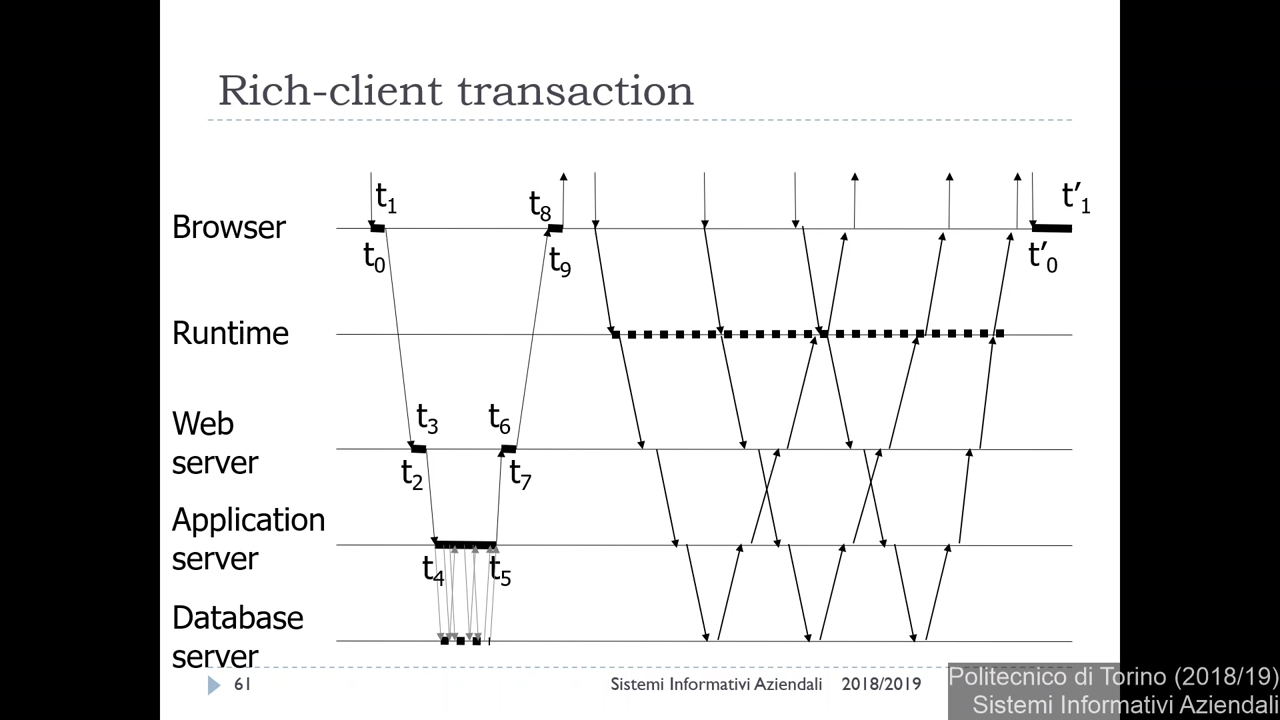 Rich-client transaction
t1
t8
t'1
Browser
t0
t9
t'0
Runtime
t3
t6
Web
server
t2
t7
Application
server
t4
t5
Database
server
61
Sistemi Informativi Aziendali 2018/2019
Politecnico di Torino (2018/19)
Sistemi Informativi Aziendali